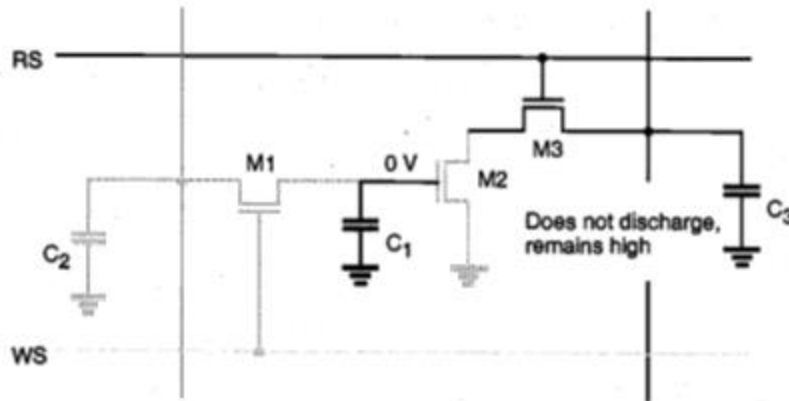 RS
M3
M1
0 V
M2
C3
Does not discharge,
remains high
C1
C2
WS